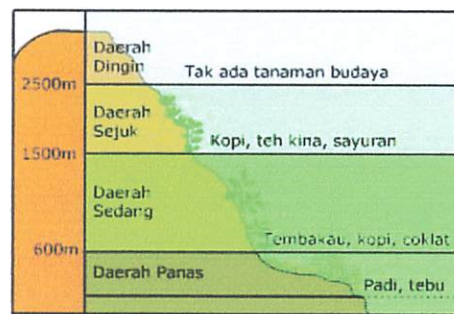 Daerah
Dingin
Tak ada tanaman budaya
2500m
Daerah
Sejuk
Kopi, teh kina, sayuran
1500m
Daerah
Sedang
Tembakau, kopi, coklat
600m
Daerah Panas
Padi, tebu